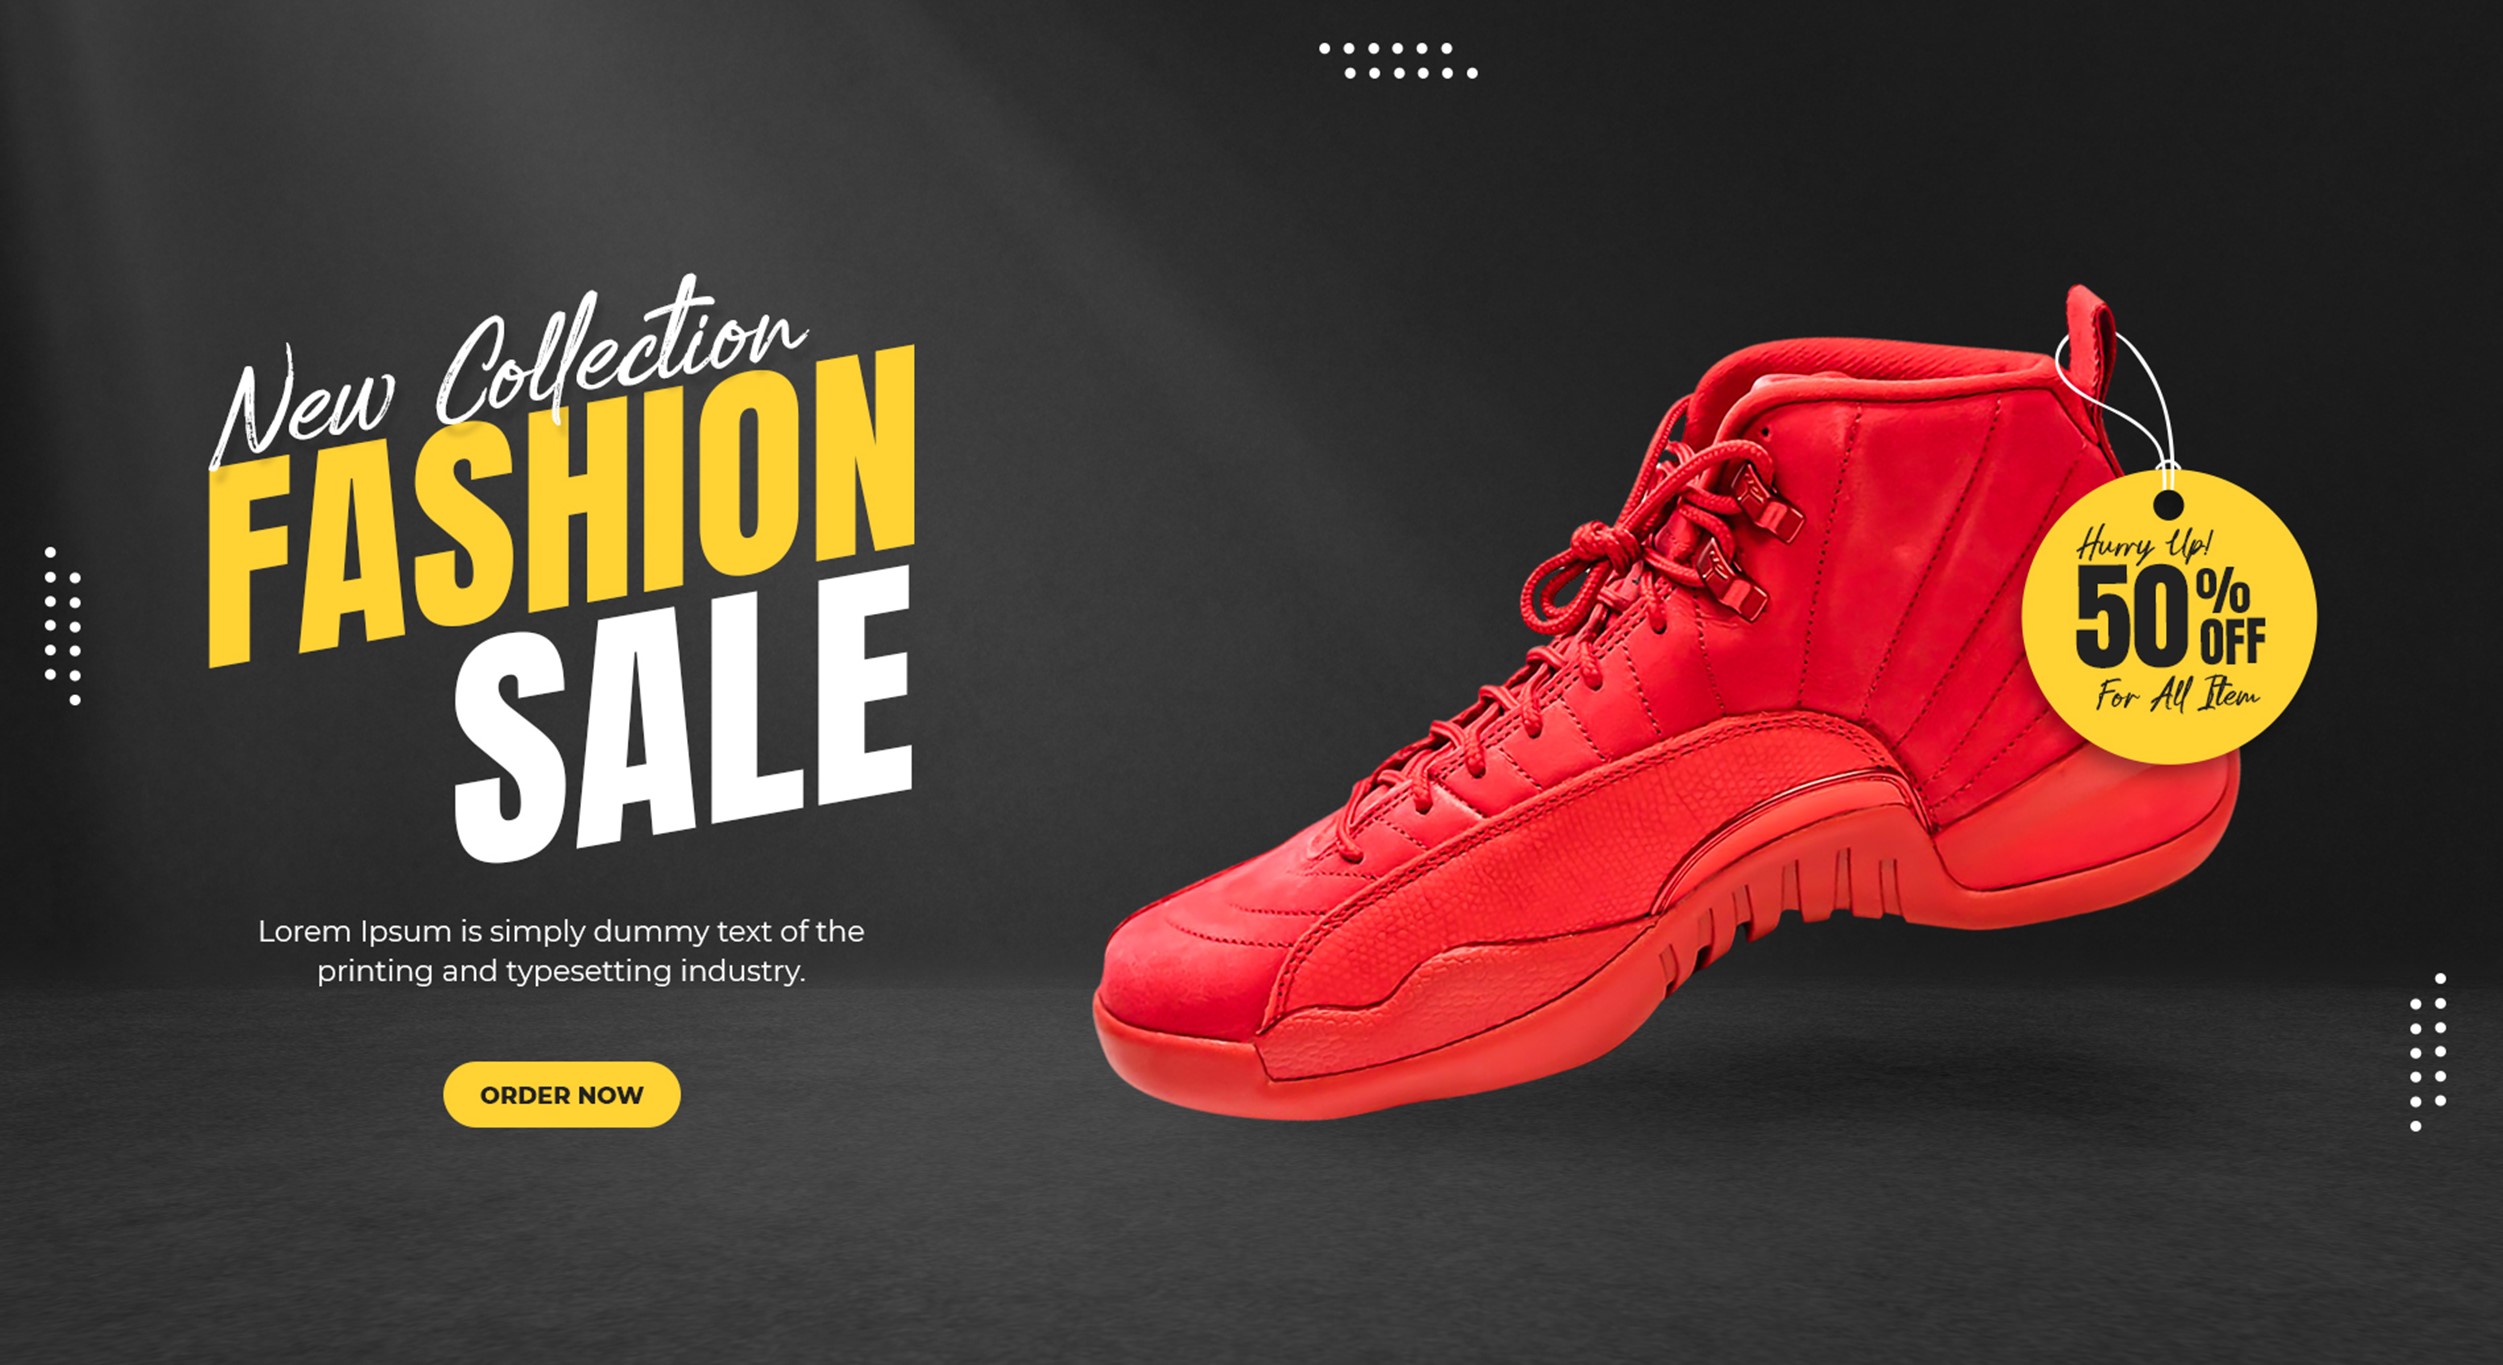 New Collection
FASHION
SALE
Lorem Ipsum is simply dummy text of the
printing and typesetting industry.
ORDER NOW
Hurry Up!
50%
OFF
For All Item